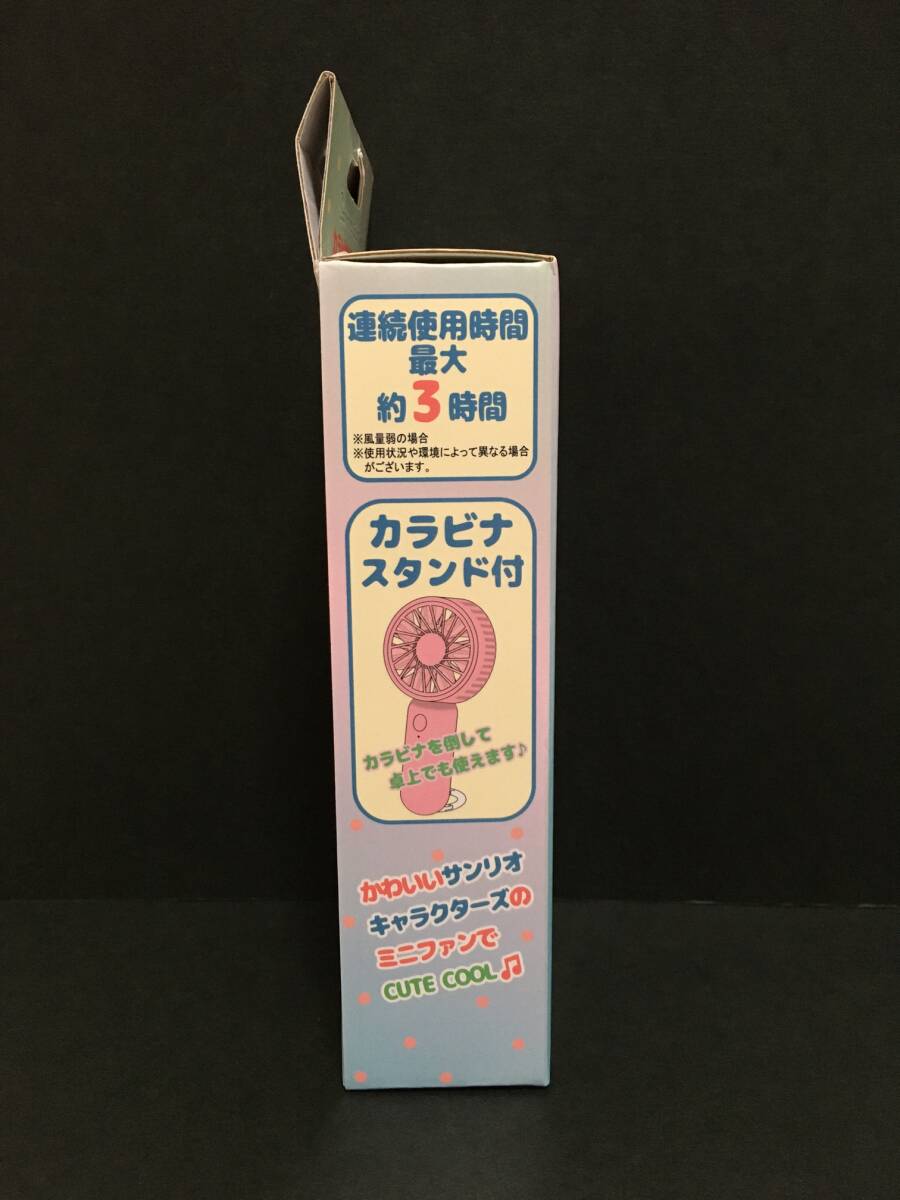 連続使用時間
最大
約3時間
※風量弱の場合
※使用状況や環境によって異なる場合
がございます。
カラビナ
スタンド付
カラビナを倒して
卓上でも使えます♪
かわいいサンリオ
キャラクターズの
ミニファンで
CUTE COOL♫